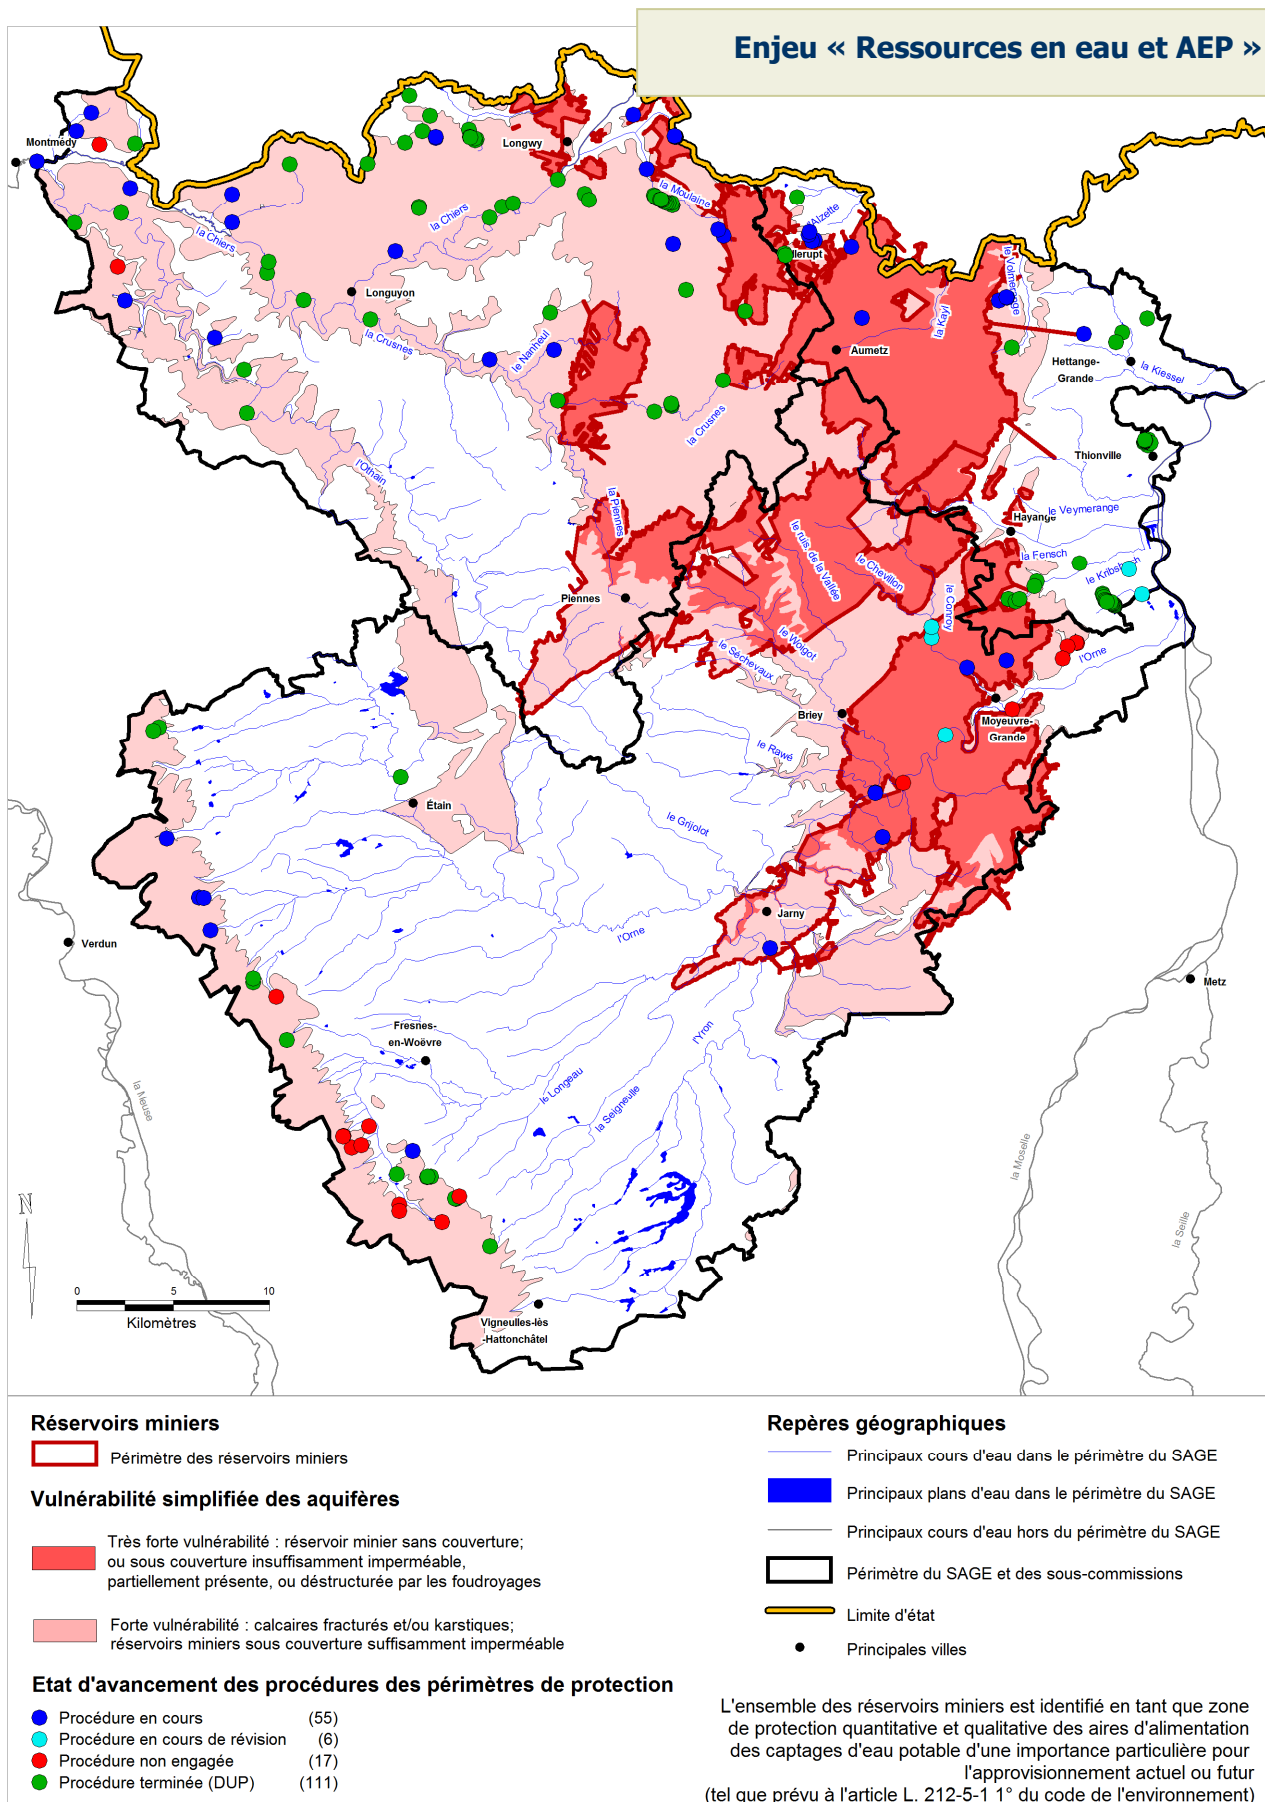 Enjeu « Ressources en eau et AEP »
Montmédy
Longwy
la Moulaine
la Chiers
la Chiers
l'Alzette
llerupt
le Volmerange
Longuyon
la Crusnes
le Nanheul
la Kayl
Aumetz
Hettange-
Grande
la Kiessel
la Crusnes
Thionville
l'Othain
la Piennes
le ruis. de la Vallée
le Chevillon
Hayange
le Veymerange
la Fensch
le Kribsbach
Piennes
le Conroy
le Woigot
le Séchevaux
l'Orne
Briey
Moyeuvre-
Grande
le Rawé
Étain
le Grijolot
Jarny
l'Orne
Verdun
Metz
Fresnes-
en-Woëvre
l'Yron
le Longeau
la Seigneulle
la Meuse
la Moselle
la Seille
N
0 5 10
Kilomètres
Vigneulles-lès
-Hattonchâtel
Réservoirs miniers
Périmètre des réservoirs miniers
Vulnérabilité simplifiée des aquifères
Très forte vulnérabilité : réservoir minier sans couverture;
ou sous couverture insuffisamment imperméable,
partiellement présente, ou déstructurée par les foudroyages
Forte vulnérabilité : calcaires fracturés et/ou karstiques;
réservoirs miniers sous couverture suffisamment imperméable
Etat d'avancement des procédures des périmètres de protection
Procédure en cours (55)
Procédure en cours de révision (6)
Procédure non engagée (17)
Procédure terminée (DUP) (111)
Repères géographiques
Principaux cours d'eau dans le périmètre du SAGE
Principaux plans d'eau dans le périmètre du SAGE
Principaux cours d'eau hors du périmètre du SAGE
Périmètre du SAGE et des sous-commissions
Limite d'état
Principales villes
L'ensemble des réservoirs miniers est identifié en tant que zone
de protection quantitative et qualitative des aires d'alimentation
des captages d'eau potable d'une importance particulière pour
l'approvisionnement actuel ou futur
(tel que prévu à l'article L. 212-5-1 1° du code de l'environnement)